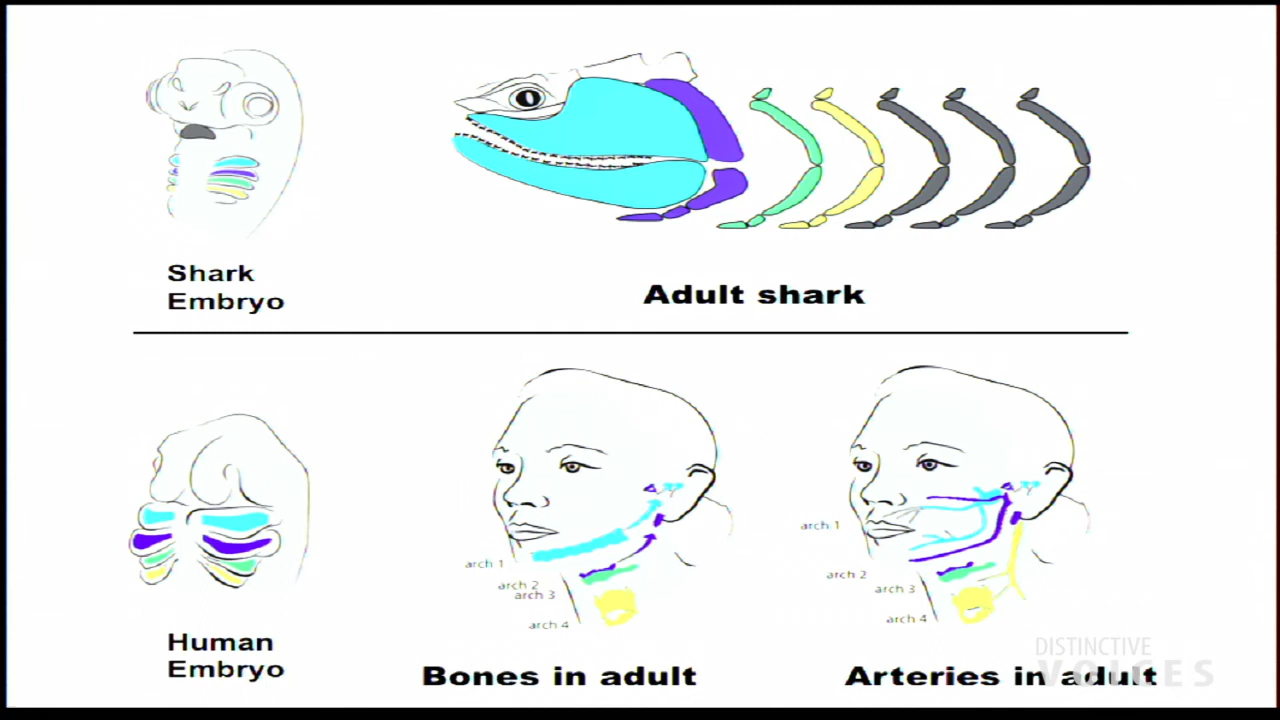 Shark
Embryo
Adult shark
arch 1
arch 2
arch 3
arch 4
arch 1
arch 2
arch 3
arch 4
Human
Embryo
Bones in adult
Arteries in adult
DISTINCTIVE
VOICES